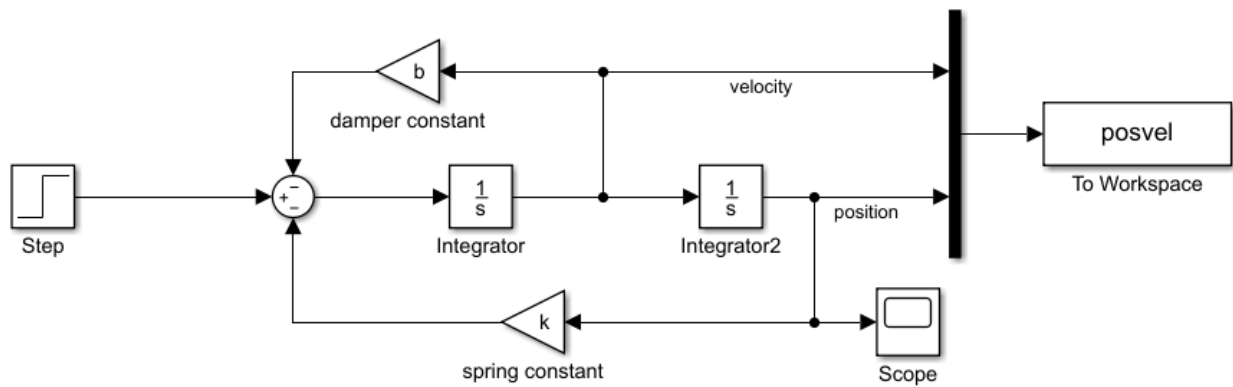 b
damper constant
velocity
posvel
To Workspace
Step
−
+
−
1
s
Integrator
1
s
Integrator2
position
k
spring constant
Scope